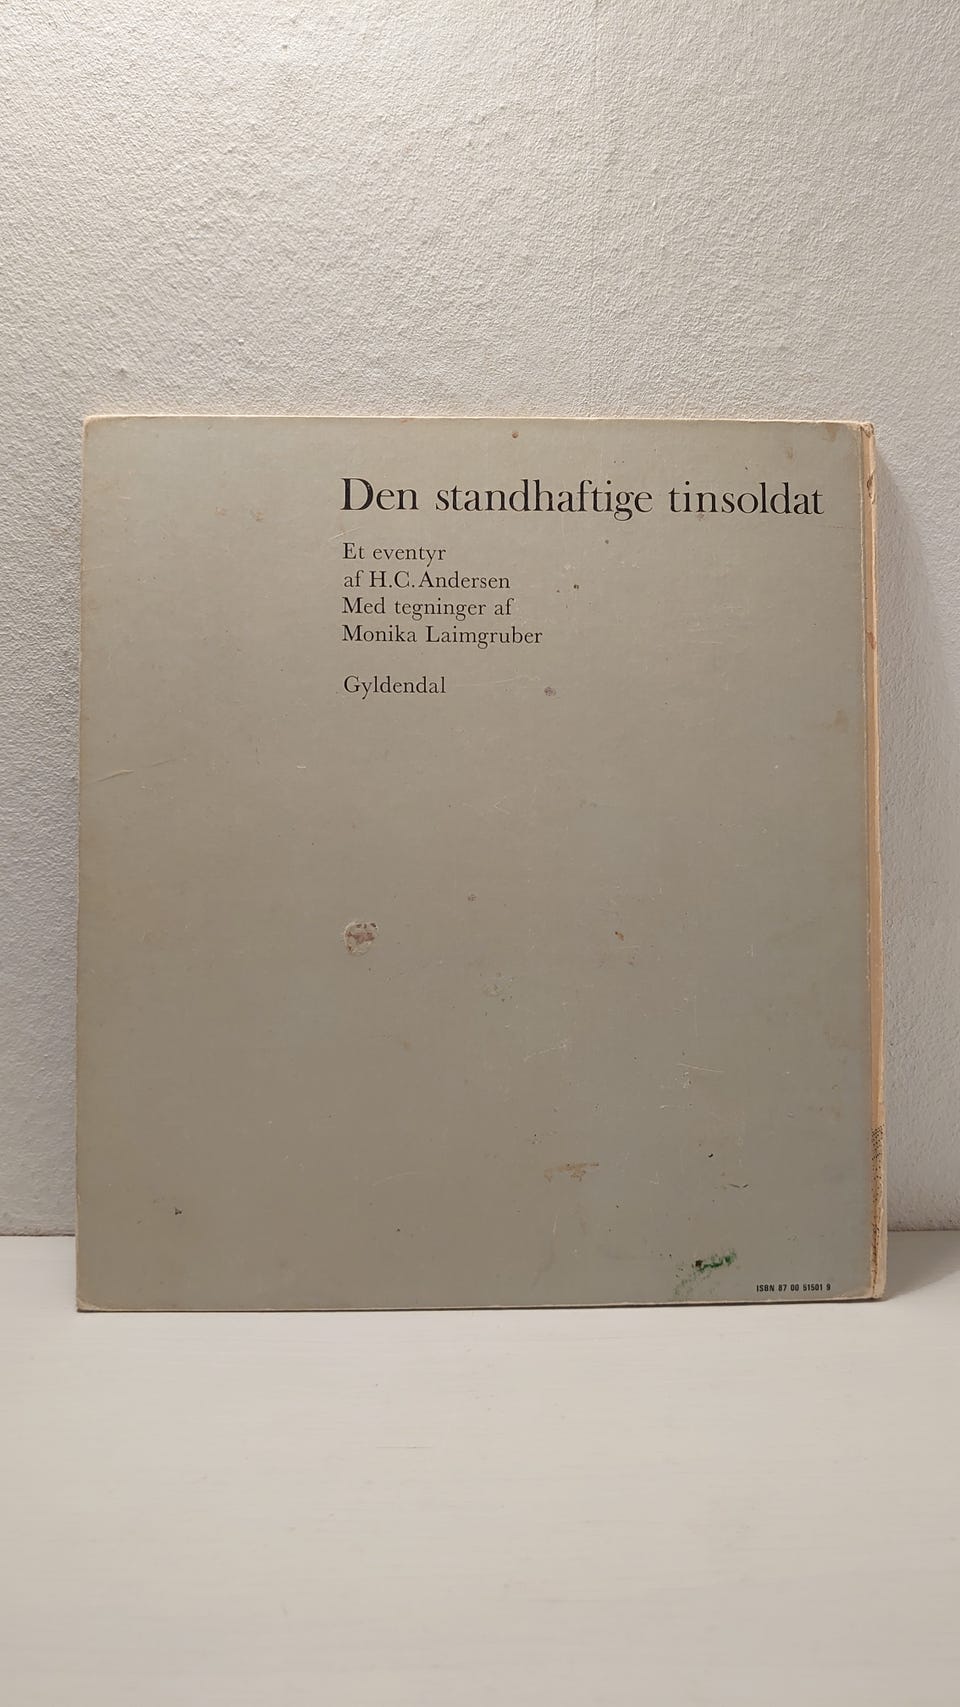 Den standhaftige tinsoldat
Et eventyr
af H.C. Andersen
Med tegninger af
Monika Laimgruber
Gyldendal
ISBN 87 00 51501 9